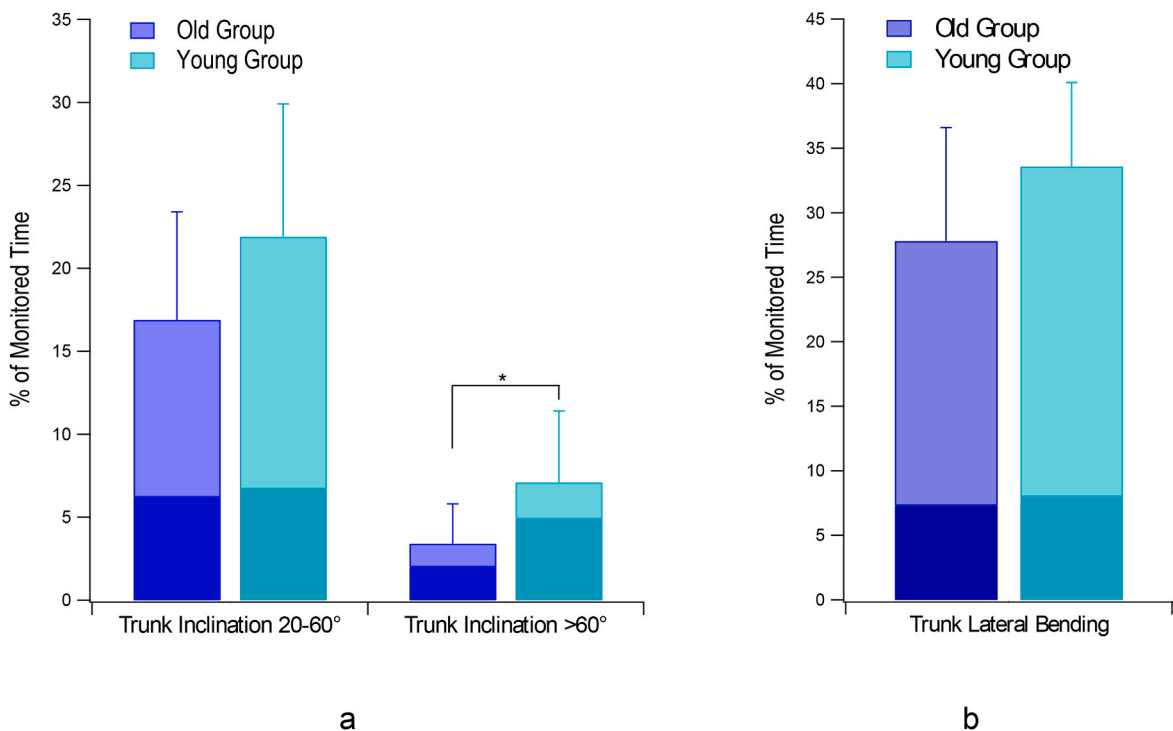 Old Group
Young Group
% of Monitored Time
35
30
25
20
15
10
5
0
*
Trunk Inclination 20-60°
Trunk Inclination >60°
a
Old Group
Young Group
% of Monitored Time
45
40
35
30
25
20
15
10
5
0
Trunk Lateral Bending
b